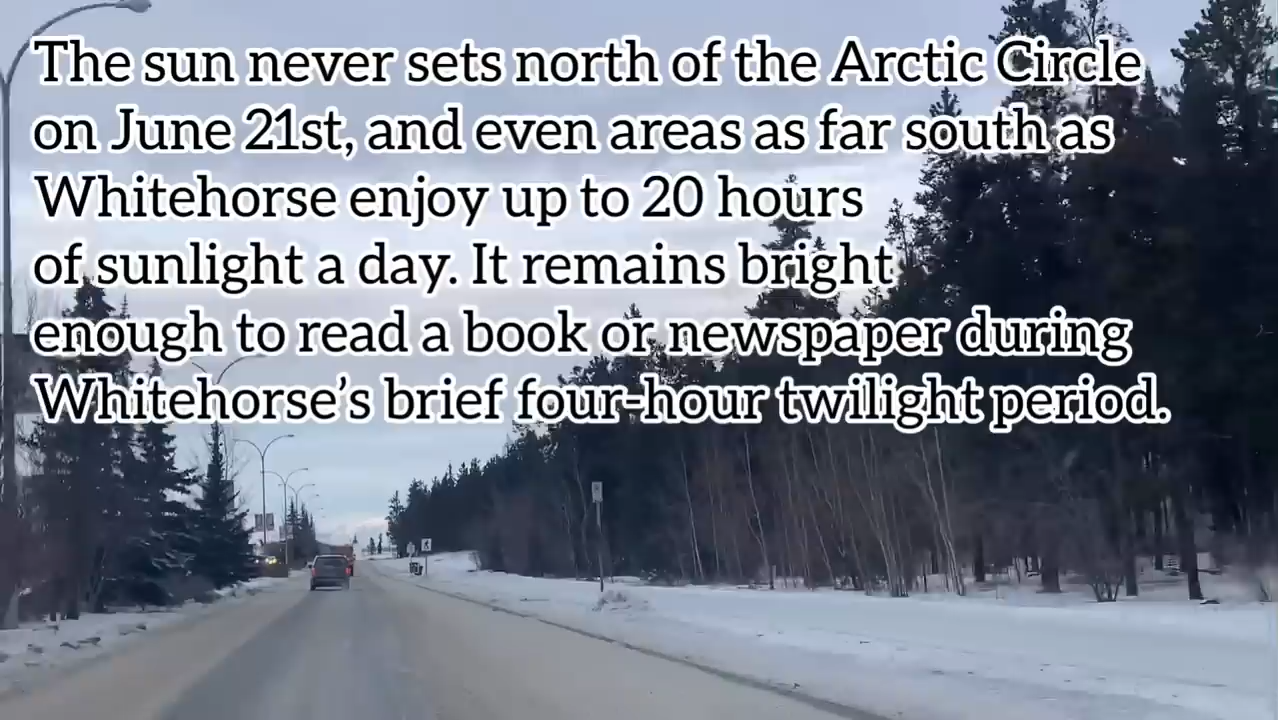 The sun never sets north of the Arctic Circle
on June 21st, and even areas as far south as
Whitehorse enjoy up to 20 hours
of sunlight a day. It remains bright
enough to read a book or newspaper during
Whitehorse’s brief four-hour twilight period.